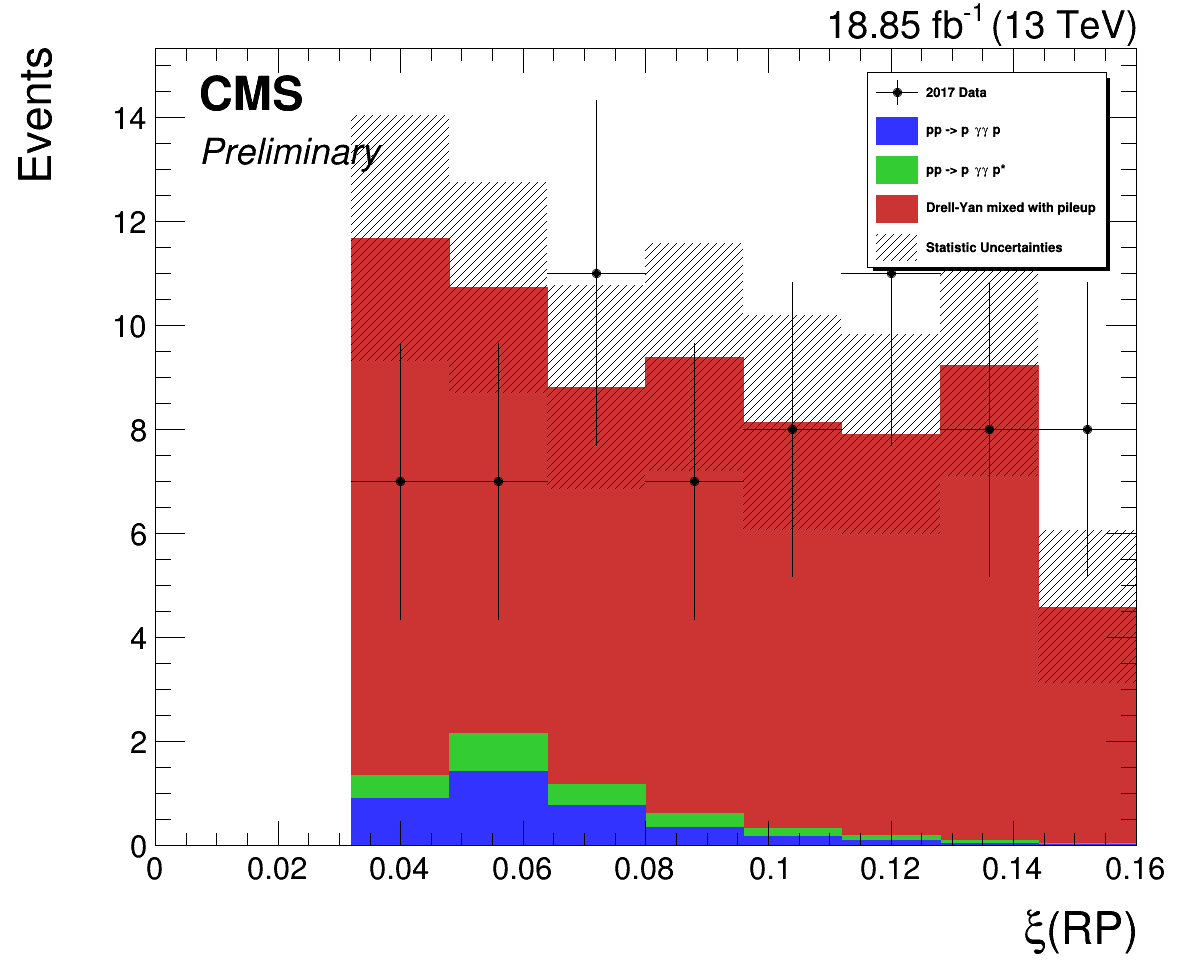 18.85 fb-1 (13 TeV)
Events
CMS
Preliminary
2017 Data
pp -> p γγ p
pp -> p γγ p*
Drell-Yan mixed with pileup
Statistic Uncertainties
14
12
10
8
6
4
2
0
0 0.02 0.04 0.06 0.08 0.1 0.12 0.14 0.16
ξ(RP)